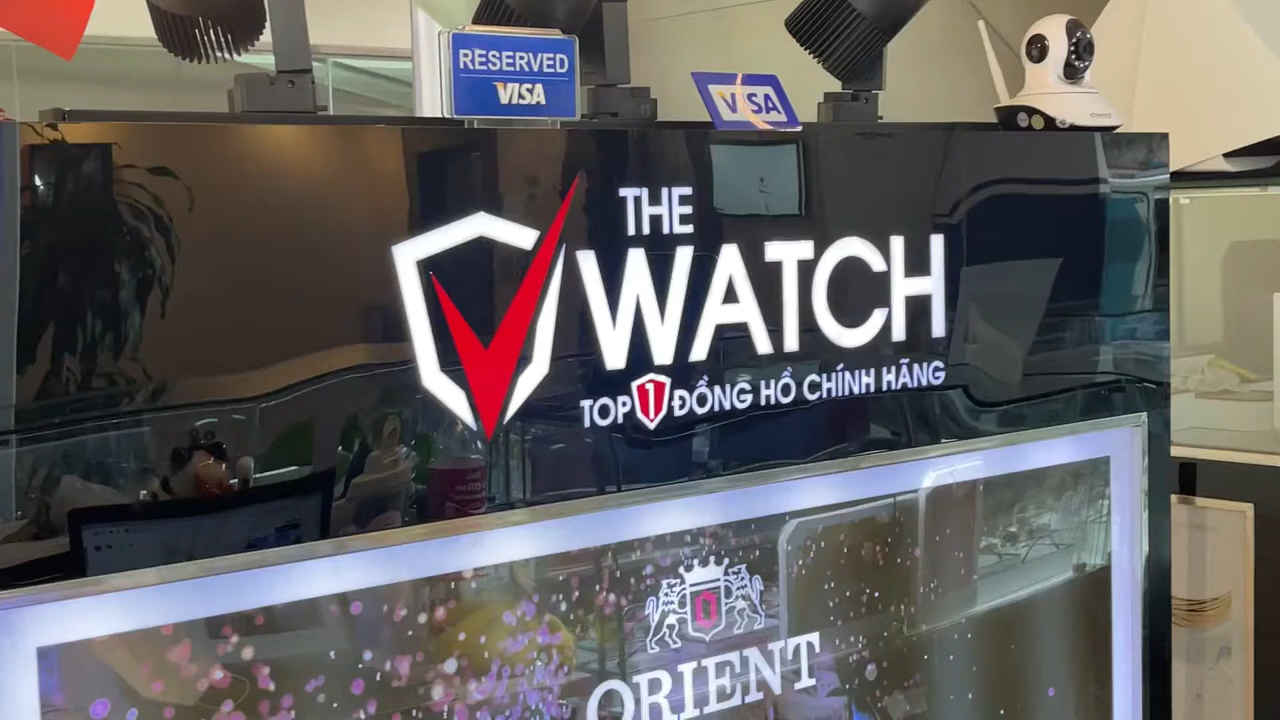 RESERVED
VISA
VISA
THE
WATCH
TOP 1 ĐỒNG HỒ CHÍNH HÃNG
ORIENT